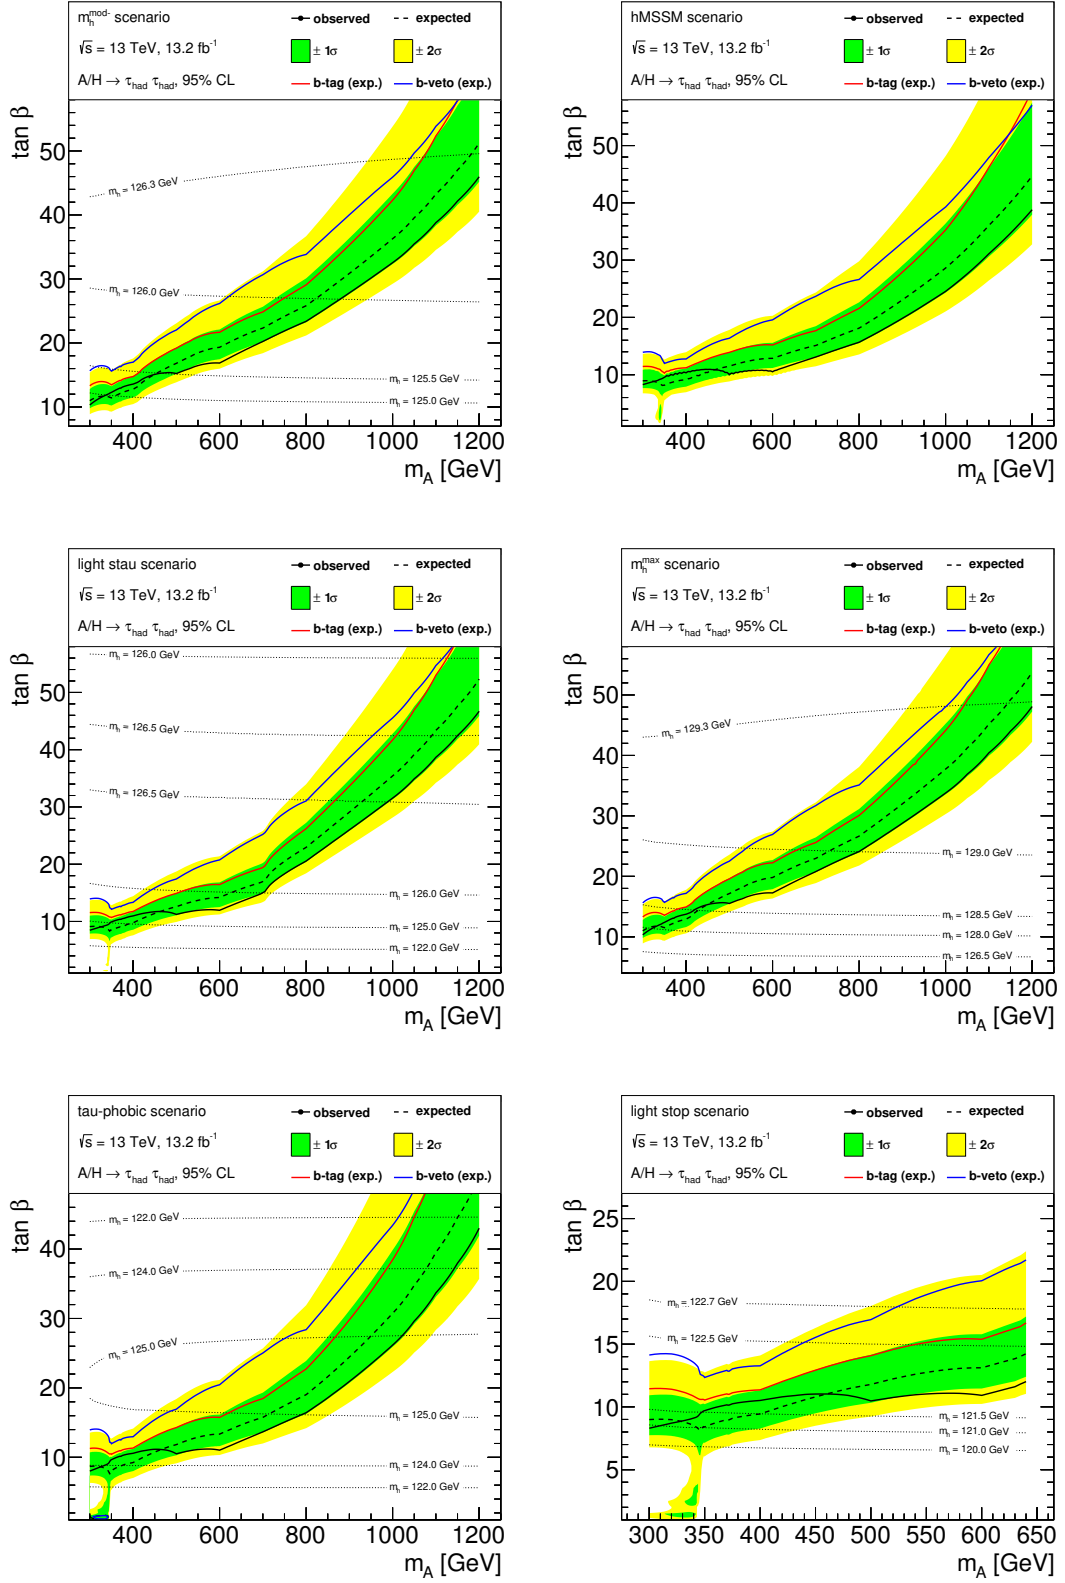 m_h^mod- scenario
observed
expected
√s = 13 TeV, 13.2 fb⁻¹
± 1σ
± 2σ
A/H → τ_had τ_had, 95% CL
b-tag (exp.)
b-veto (exp.)
tan β
50
40
30
20
10
m_h = 126.3 GeV
m_h = 126.0 GeV
m_h = 125.5 GeV
m_h = 125.0 GeV
400 600 800 1000 1200
m_A [GeV]
hMSSM scenario
observed
expected
√s = 13 TeV, 13.2 fb⁻¹
± 1σ
± 2σ
A/H → τ_had τ_had, 95% CL
b-tag (exp.)
b-veto (exp.)
tan β
50
40
30
20
10
400 600 800 1000 1200
m_A [GeV]
light stau scenario
observed
expected
√s = 13 TeV, 13.2 fb⁻¹
± 1σ
± 2σ
A/H → τ_had τ_had, 95% CL
b-tag (exp.)
b-veto (exp.)
tan β
50
40
30
20
10
m_h = 126.0 GeV
m_h = 126.5 GeV
m_h = 126.5 GeV
m_h = 126.0 GeV
m_h = 125.0 GeV
m_h = 122.0 GeV
400 600 800 1000 1200
m_A [GeV]
m_h^max scenario
observed
expected
√s = 13 TeV, 13.2 fb⁻¹
± 1σ
± 2σ
A/H → τ_had τ_had, 95% CL
b-tag (exp.)
b-veto (exp.)
tan β
50
40
30
20
10
m_h = 129.3 GeV
m_h = 129.0 GeV
m_h = 128.5 GeV
m_h = 128.0 GeV
m_h = 126.5 GeV
400 600 800 1000 1200
m_A [GeV]
tau-phobic scenario
observed
expected
√s = 13 TeV, 13.2 fb⁻¹
± 1σ
± 2σ
A/H → τ_had τ_had, 95% CL
b-tag (exp.)
b-veto (exp.)
tan β
40
30
20
10
m_h = 122.0 GeV
m_h = 124.0 GeV
m_h = 125.0 GeV
m_h = 125.0 GeV
m_h = 124.0 GeV
m_h = 122.0 GeV
400 600 800 1000 1200
m_A [GeV]
light stop scenario
observed
expected
√s = 13 TeV, 13.2 fb⁻¹
± 1σ
± 2σ
A/H → τ_had τ_had, 95% CL
b-tag (exp.)
b-veto (exp.)
tan β
25
20
15
10
5
m_h = 122.7 GeV
m_h = 122.5 GeV
m_h = 121.5 GeV
m_h = 121.0 GeV
m_h = 120.0 GeV
300 350 400 450 500 550 600 650
m_A [GeV]